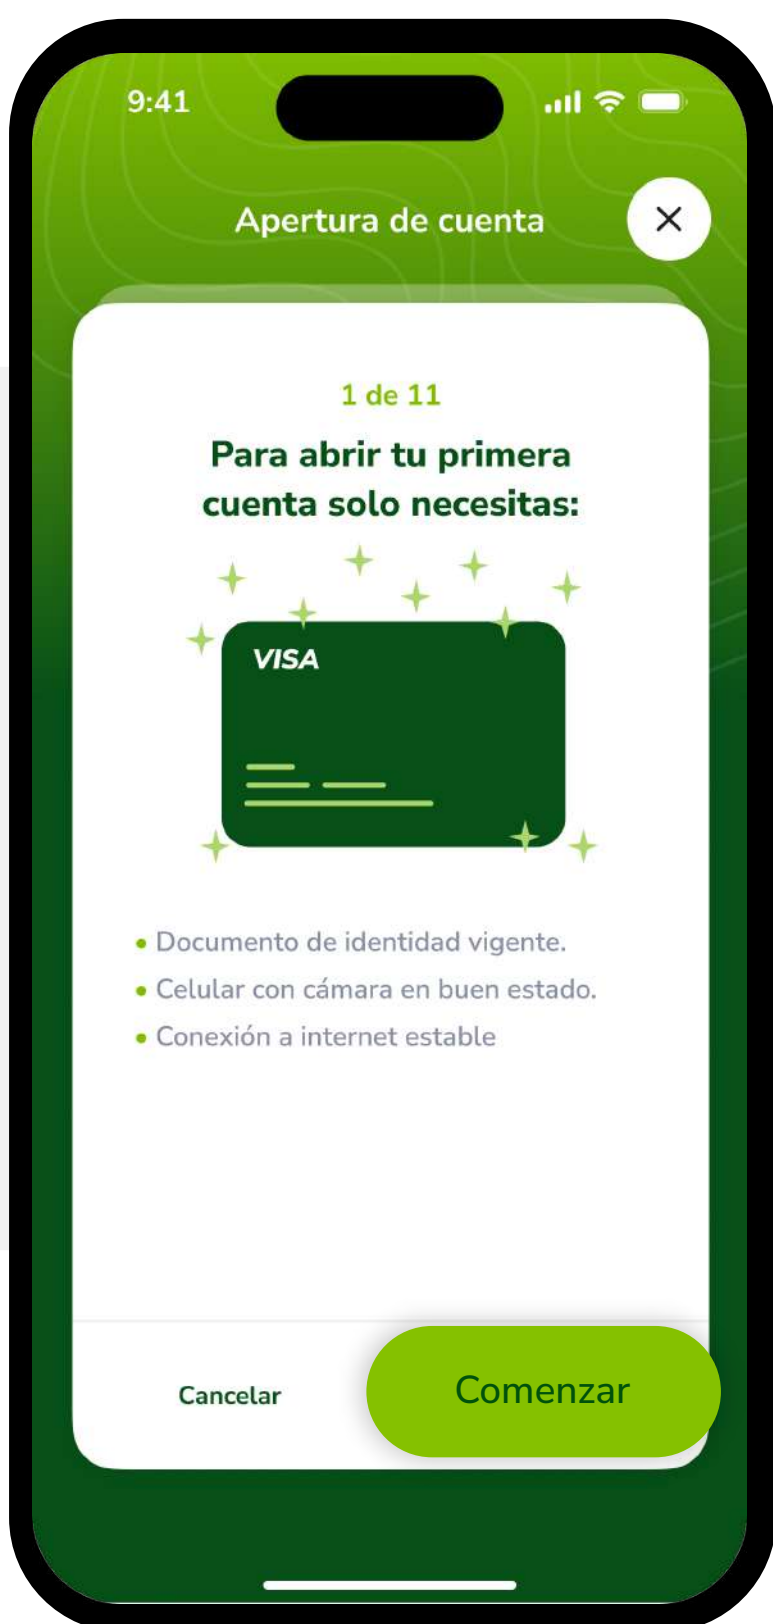 9:41
Apertura de cuenta
1 de 11
Para abrir tu primera
cuenta solo necesitas:
VISA
• Documento de identidad vigente.
• Celular con cámara en buen estado.
• Conexión a internet estable
Cancelar
Comenzar